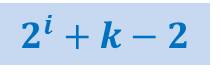 2^i + k − 2